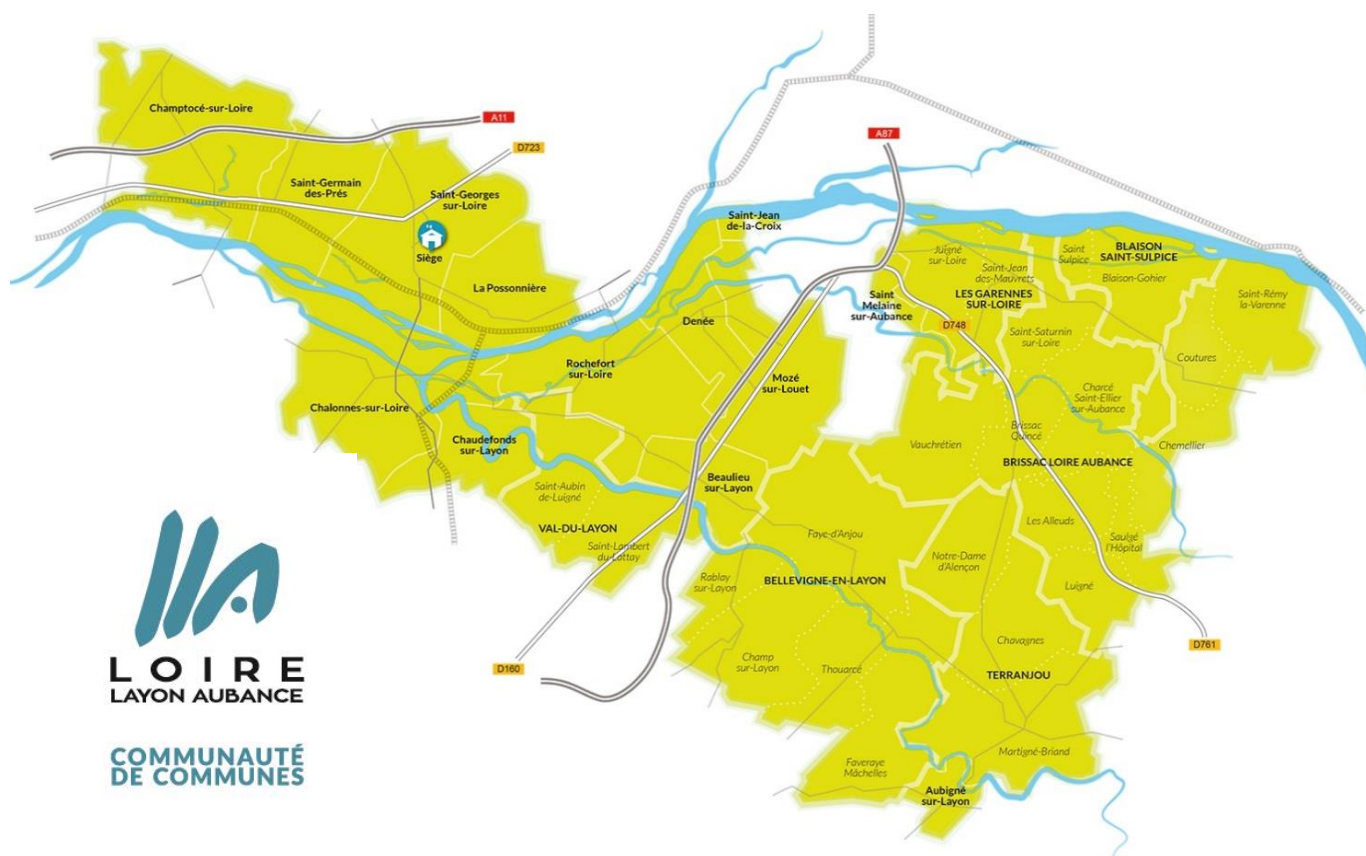 Champtocé-sur-Loire
A11
D723
A87
Saint-Germain
des-Prés
Saint-Georges
sur-Loire
Siège
La Possonnière
Saint-Jean
de-la-Croix
Juigné
sur-Loire
Saint
Sulpice
BLAISON
SAINT-SULPICE
Blaison-Gohier
Saint-Jean
des-Mauvrets
LES GARENNES
SUR-LOIRE
Saint-Rémy
la-Varenne
Saint
Melaine
sur-Aubance
D748
Denée
Saint-Saturnin
sur-Loire
Coutures
Rochefort
sur-Loire
Mozé
sur-Louet
Charcé
Saint-Ellier
sur-Aubance
Chalonnes-sur-Loire
Chaudefonds
sur-Layon
Vauchrétien
Brissac
Quincé
Chemellier
BRISSAC LOIRE AUBANCE
Saint-Aubin
de-Luigné
Beaulieu
sur-Layon
VAL-DU-LAYON
Saint-Lambert
du-Lattay
Faye-d'Anjou
Les Alleuds
Saulgé
l'Hôpital
Notre-Dame
d'Alençon
Rablay
sur-Layon
BELLEVIGNE-EN-LAYON
Luigné
D160
D761
Champ
sur-Layon
Thouarcé
Chavagnes
TERRANJOU
Martigné-Briand
Faveraye
Mâchelles
Aubigné
sur-Layon
LOIRE
LAYON AUBANCE
COMMUNAUTÉ
DE COMMUNES